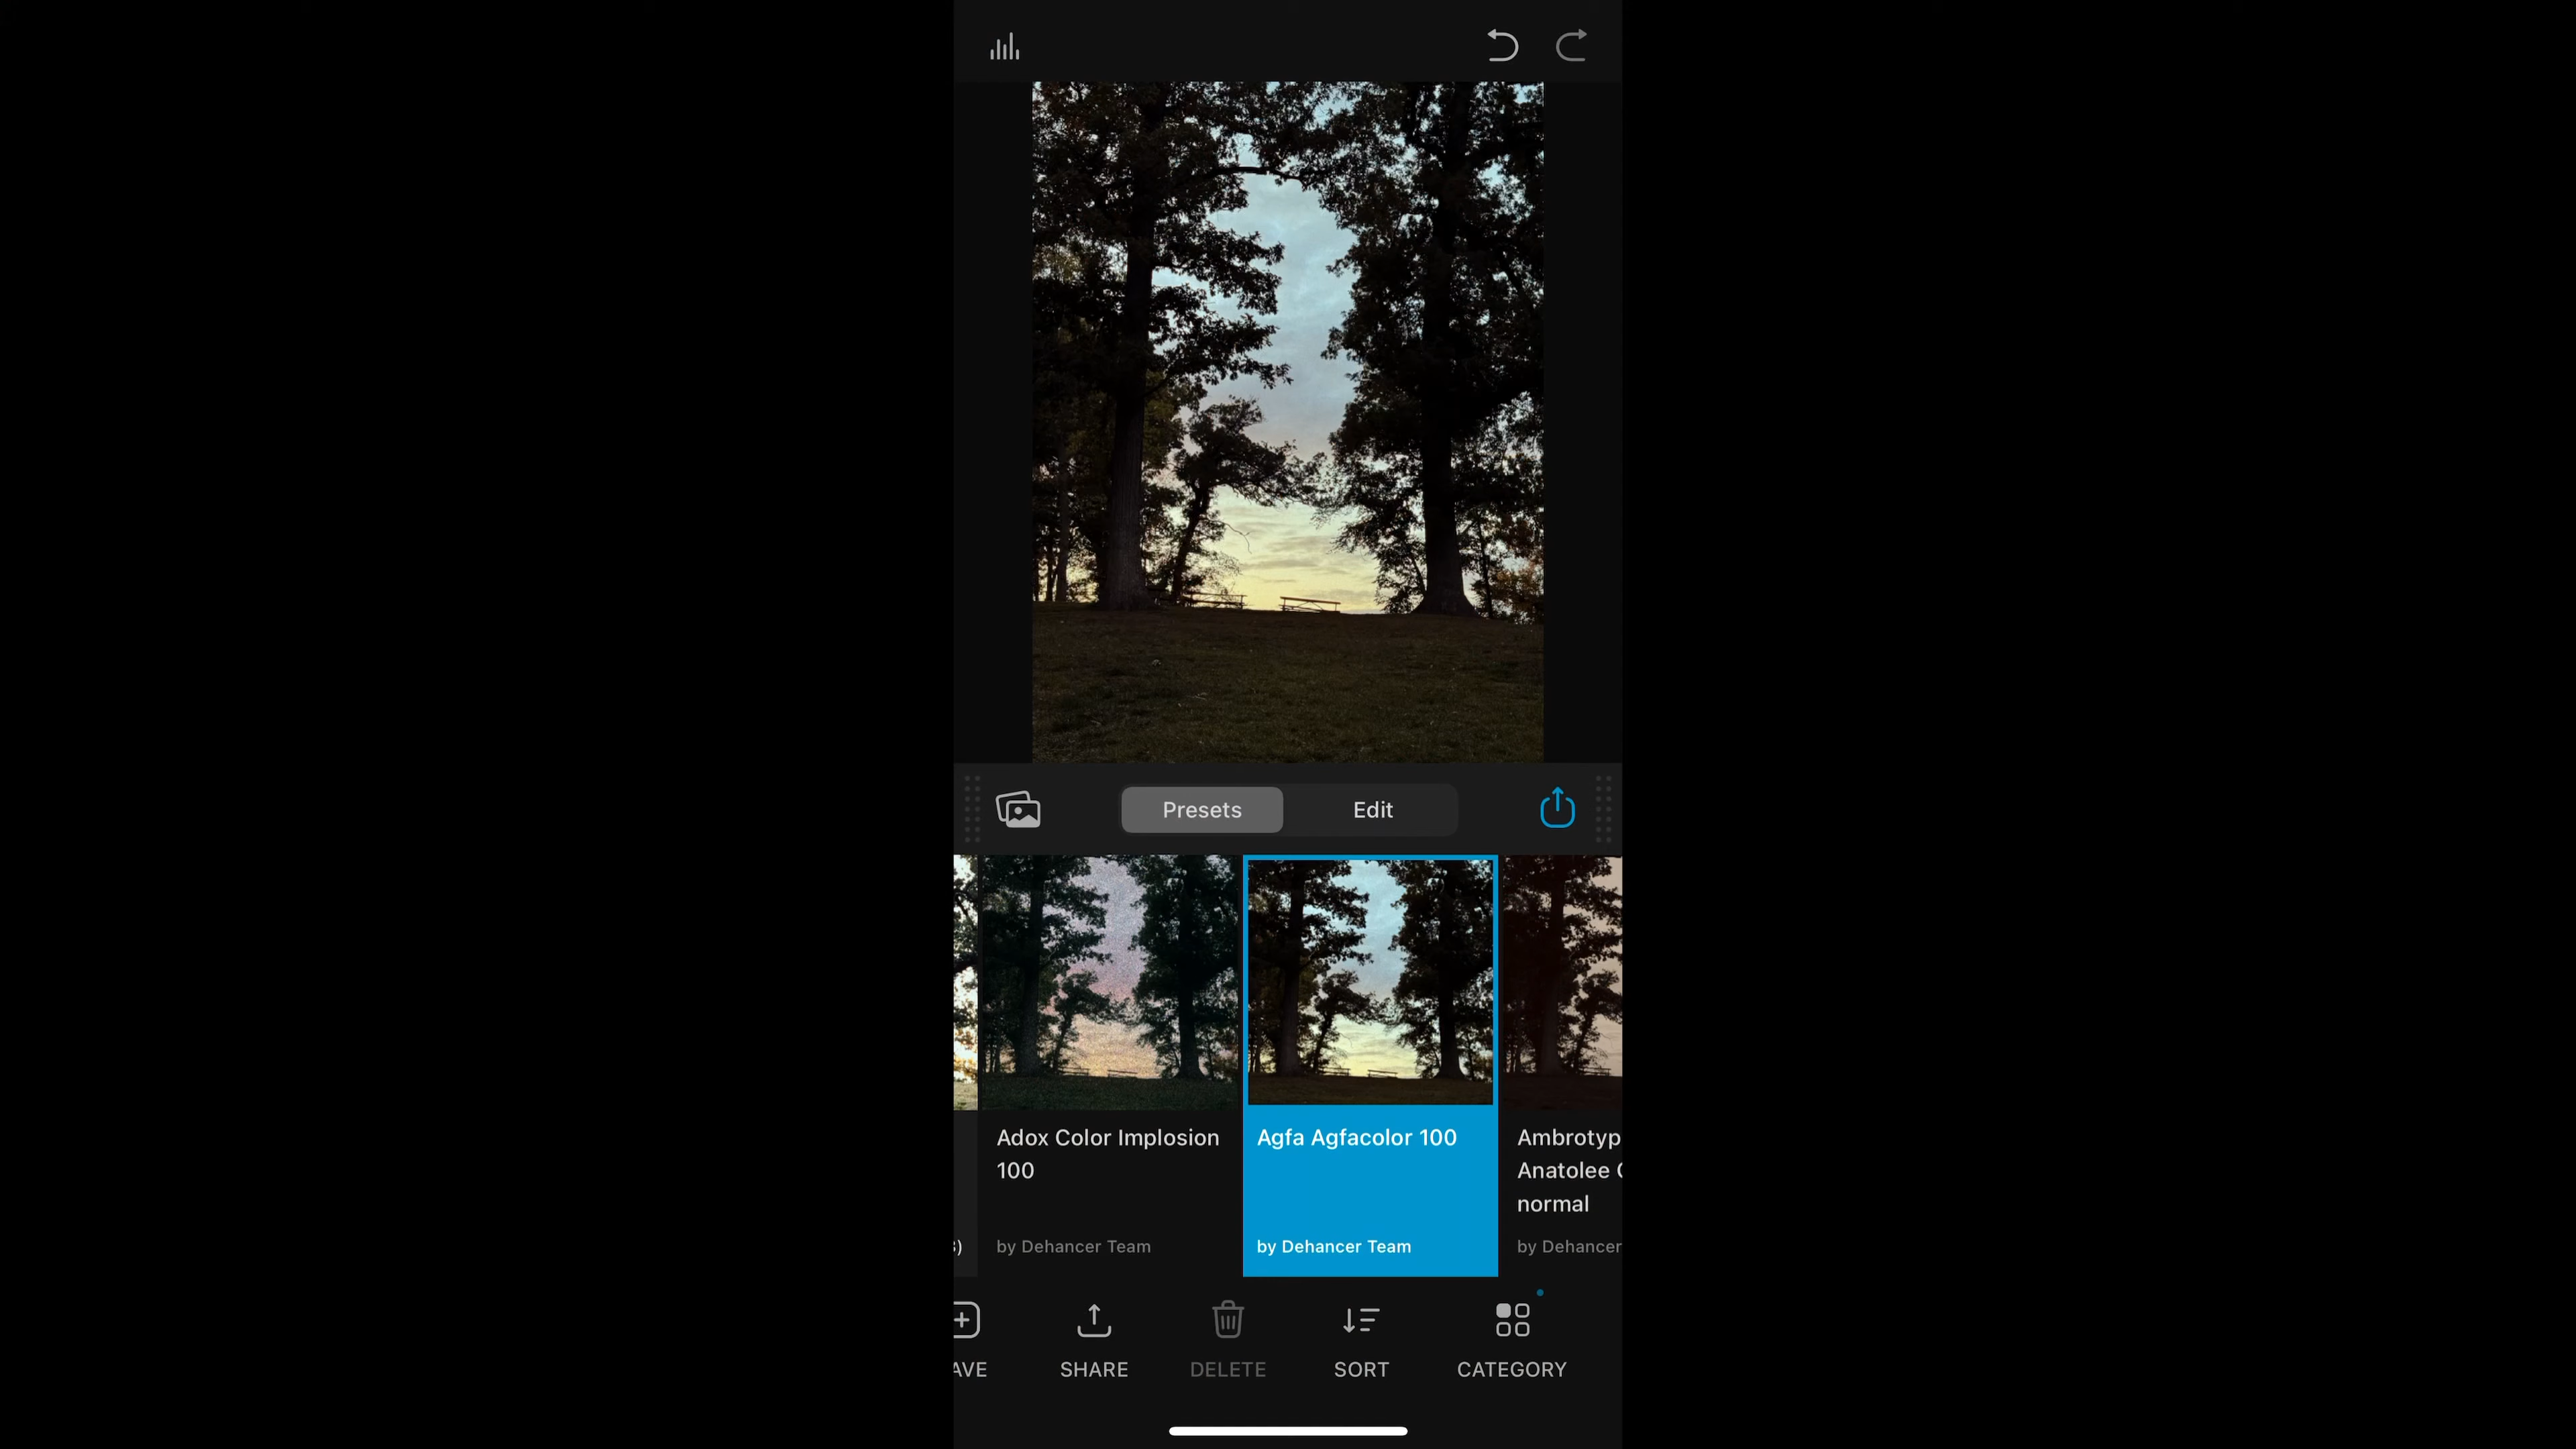 Presets
Edit
Adox Color Implosion
100
by Dehancer Team
Agfa Agfacolor 100
by Dehancer Team
Ambrotyp
Anatolee
normal
by Dehancer
AVE
SHARE
DELETE
SORT
CATEGORY